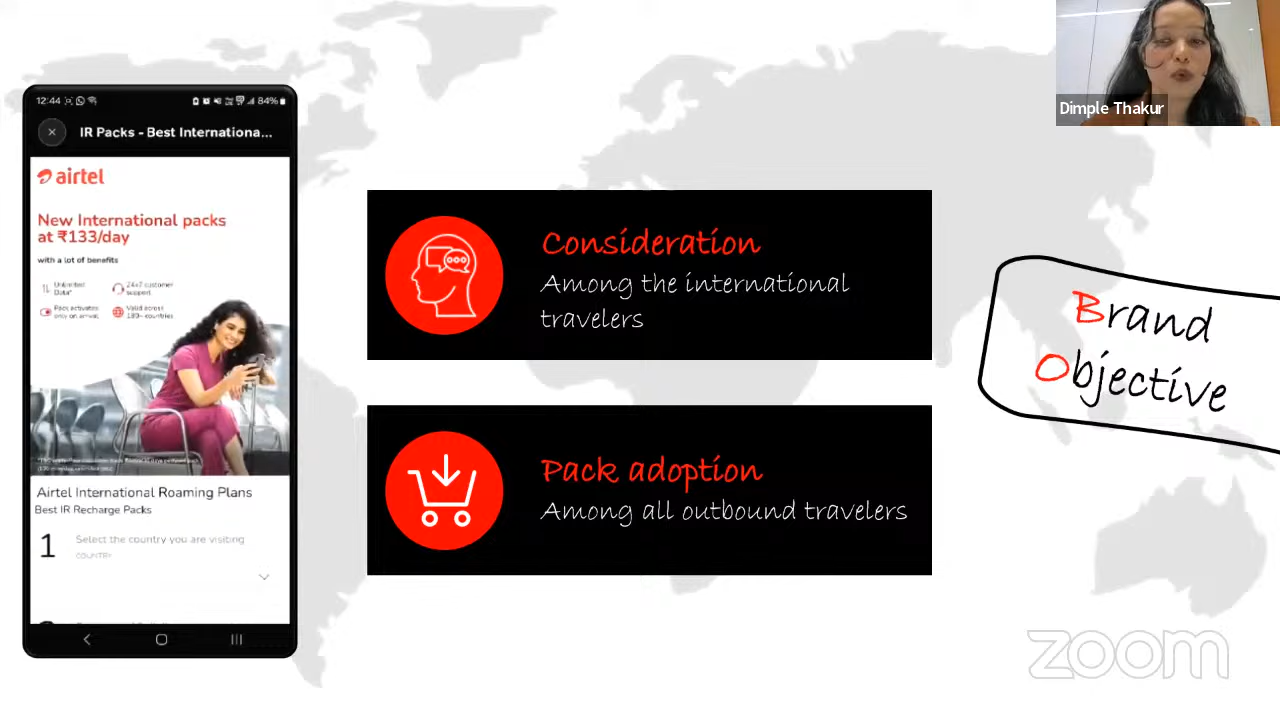 Dimple Thakur
12:44
84%
IR Packs - Best Internationa...
airtel
New International packs
at ₹133/day
with a lot of benefits
Unlimited
Data*
24x7 customer
support
Pack activates
only on arrival
Valid across
189+ countries
Airtel International Roaming Plans
Best IR Recharge Packs
1
Select the country you are visiting
COUNTRY
Consideration
Among the international
travelers
Pack adoption
Among all outbound travelers
Brand
Objective
zoom